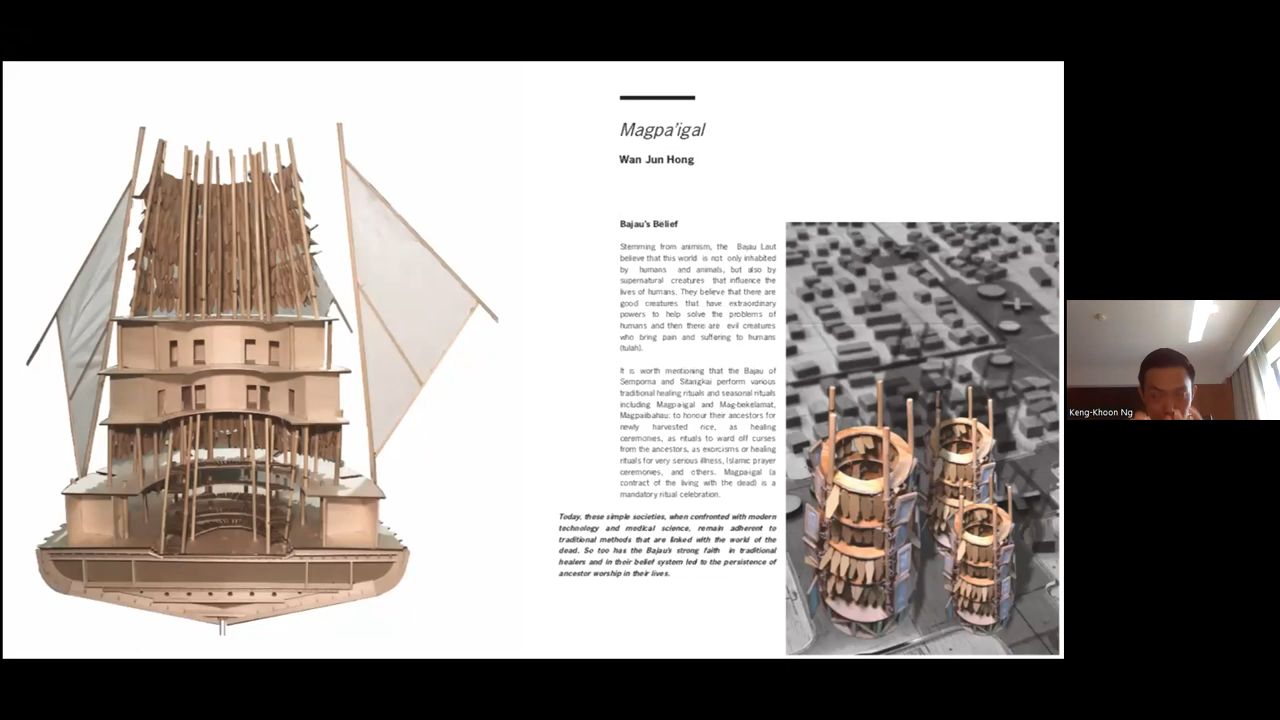 Magpa'igal
Wan Jun Hong
Bajau's Belief
Stemming from animism, the Bajau Laut
believe that this world is not only inhabited
by humans and animals, but also by
supernatural creatures that influence the
lives of humans. They believe that there are
good creatures that have extraordinary
powers to help solve the problems of
humans and then there are evil creatures
who bring pain and suffering to humans
(tulah).
It is worth mentioning that the Bajau of
Semporna and Sitangkai perform various
traditional healing rituals and seasonal rituals
including Magpa-igal and Mag-bekelamat,
Magpaiibahau: to honour their ancestors for
newly harvested rice, as healing
ceremonies, as rituals to ward off curses
from the ancestors, as exorcisms or healing
rituals for very serious illness, Islamic prayer
ceremonies, and others. Magpa-igal (a
contract of the living with the dead) is a
mandatory ritual celebration.
Today, these simple societies, when confronted with modern
technology and medical science, remain adherent to
traditional methods that are linked with the world of the
dead. So too has the Bajau's strong faith in traditional
healers and in their belief system led to the persistence of
ancestor worship in their lives.
Keng-Khoon Ng